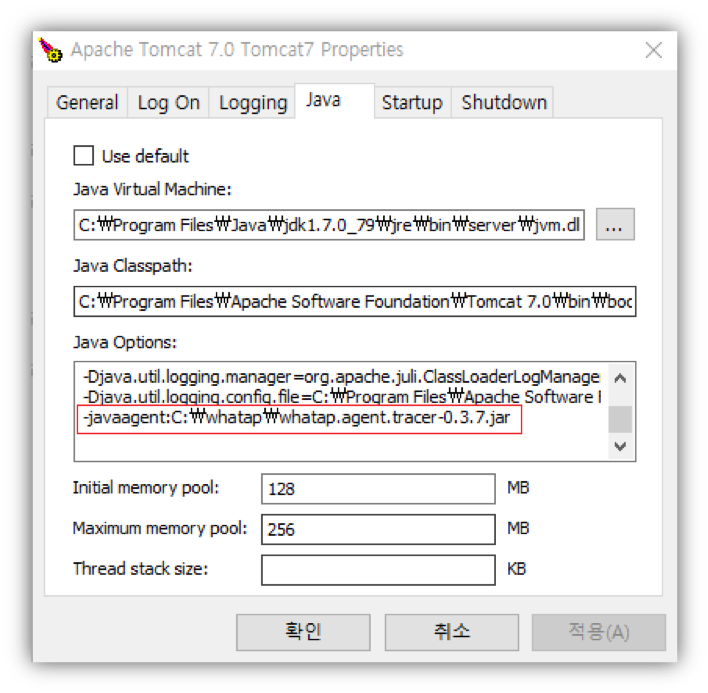 Apache Tomcat 7.0 Tomcat7 Properties
General Log On Logging Java Startup Shutdown
Use default
Java Virtual Machine:
C:₩Program Files₩Java₩jdk1.7.0_79₩jre₩bin₩server₩jvm.dl
...
Java Classpath:
C:₩Program Files₩Apache Software Foundation₩Tomcat 7.0₩bin₩boo
Java Options:
-Djava.util.logging.manager=org.apache.juli.ClassLoaderLogManage
-Djava.util.logging.config.file=C:₩Program Files₩Apache Software F
-javaagent:C:₩whatap₩whatap.agent.tracer-0.3.7.jar
Initial memory pool: 128 MB
Maximum memory pool: 256 MB
Thread stack size: KB
확인 취소 적용(A)